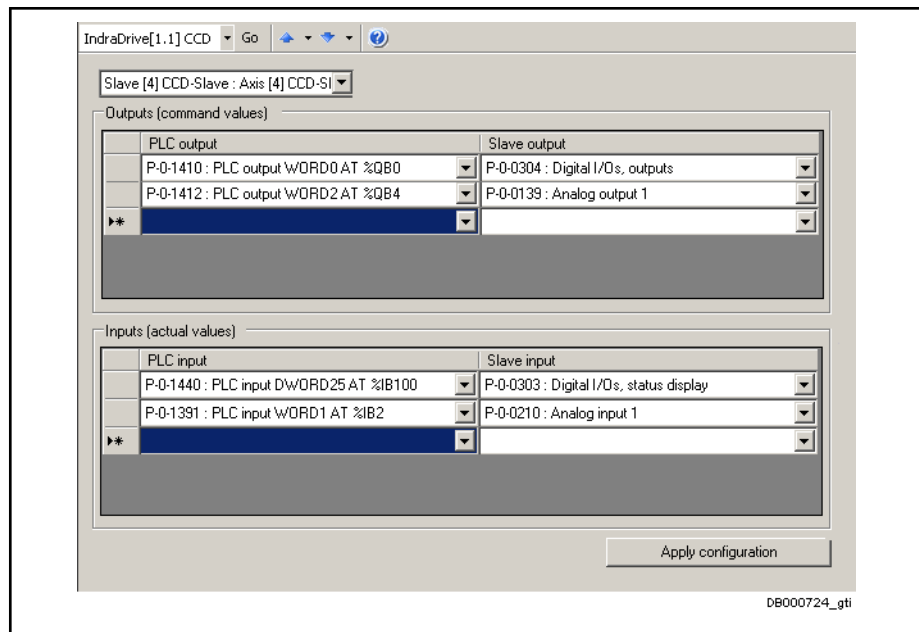 IndraDrive[1.1] CCD Go
Slave [4] CCD-Slave : Axis [4] CCD-Sl
Outputs (command values)
PLC output Slave output
P-0-1410 : PLC output WORD0 AT %QB0 P-0-0304 : Digital I/Os, outputs
P-0-1412 : PLC output WORD2 AT %QB4 P-0-0139 : Analog output 1
Inputs (actual values)
PLC input Slave input
P-0-1440 : PLC input DWORD25 AT %IB100 P-0-0303 : Digital I/Os, status display
P-0-1391 : PLC input WORD1 AT %IB2 P-0-0210 : Analog input 1
Apply configuration
DB000724_gti